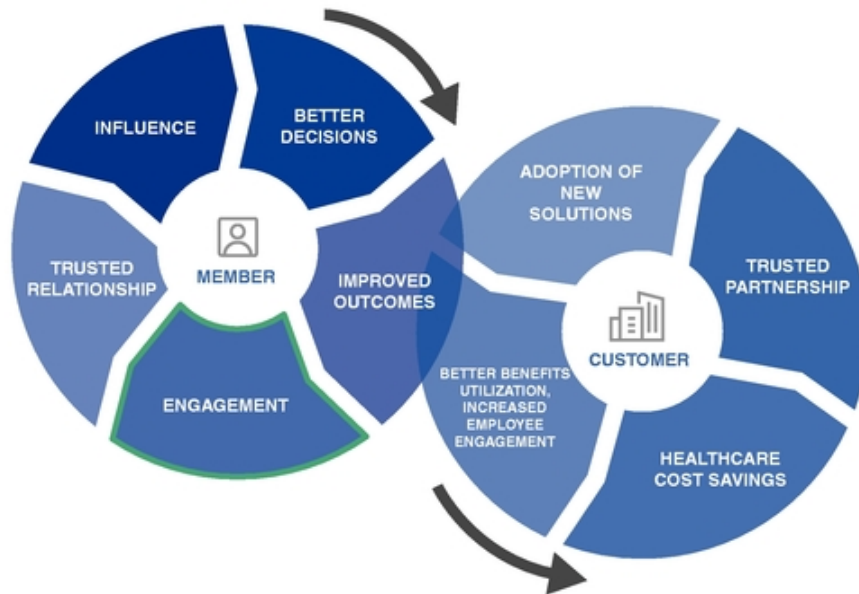 INFLUENCE
BETTER
DECISIONS
TRUSTED
RELATIONSHIP
MEMBER
IMPROVED
OUTCOMES
ENGAGEMENT
ADOPTION OF
NEW
SOLUTIONS
TRUSTED
PARTNERSHIP
CUSTOMER
BETTER BENEFITS
UTILIZATION,
INCREASED
EMPLOYEE
ENGAGEMENT
HEALTHCARE
COST SAVINGS